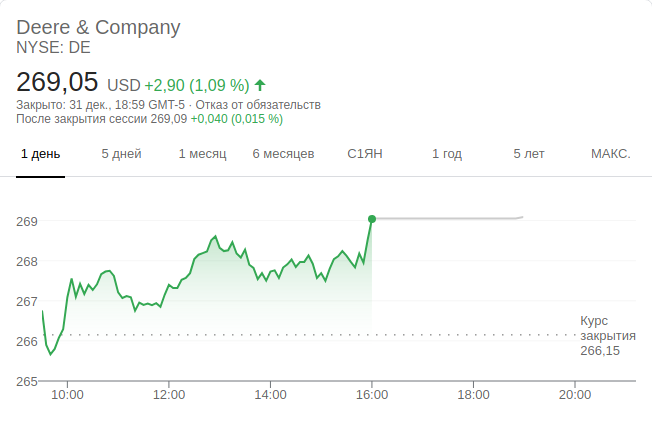 Deere & Company
NYSE: DE
269,05 USD +2,90 (1,09 %)
Закрыто: 31 дек., 18:59 GMT-5 · Отказ от обязательств
После закрытия сессии 269,09 +0,040 (0,015 %)
1 день 5 дней 1 месяц 6 месяцев С1ЯН 1 год 5 лет МАКС.
269
268
267
266
265
Курс
закрытия
266,15
10:00 12:00 14:00 16:00 18:00 20:00